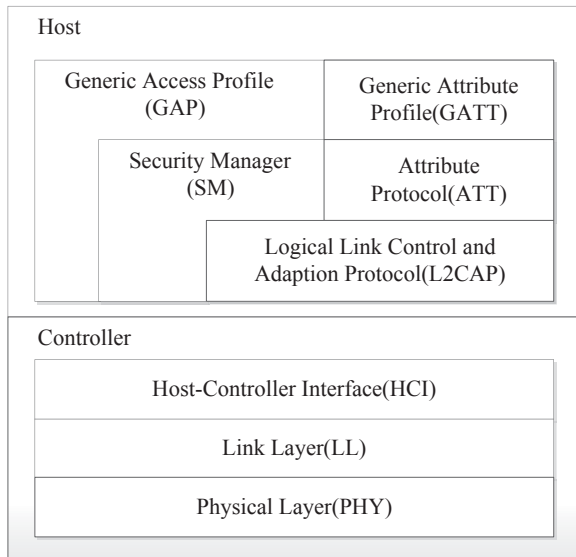 Host
Generic Access Profile
(GAP)
Generic Attribute
Profile(GATT)
Security Manager
(SM)
Attribute
Protocol(ATT)
Logical Link Control and
Adaption Protocol(L2CAP)
Controller
Host-Controller Interface(HCI)
Link Layer(LL)
Physical Layer(PHY)